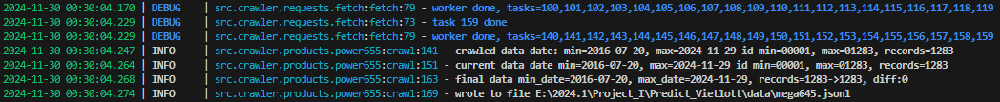 2024-11-30 00:30:04.170 | DEBUG    | src.crawler.requests.fetch:fetch:79 - worker done, tasks=100,101,102,103,104,105,106,107,108,109,110,111,112,113,114,115,116,117,118,119
2024-11-30 00:30:04.229 | DEBUG    | src.crawler.requests.fetch:fetch:73 - task 159 done
2024-11-30 00:30:04.229 | DEBUG    | src.crawler.requests.fetch:fetch:79 - worker done, tasks=140,141,142,143,144,145,146,147,148,149,150,151,152,153,154,155,156,157,158,159
2024-11-30 00:30:04.247 | INFO     | src.crawler.products.power655:crawl:141 - crawled data date: min=2016-07-20, max=2024-11-29 id min=00001, max=01283, records=1283
2024-11-30 00:30:04.264 | INFO     | src.crawler.products.power655:crawl:151 - current data date min=2016-07-20, max=2024-11-29 id min=00001, max=01283, records=1283
2024-11-30 00:30:04.268 | INFO     | src.crawler.products.power655:crawl:163 - final data min_date=2016-07-20, max_date=2024-11-29, records=1283->1283, diff:0
2024-11-30 00:30:04.274 | INFO     | src.crawler.products.power655:crawl:169 - wrote to file E:\2024.1\Project_I\Predict_Vietlott\data\mega645.jsonl